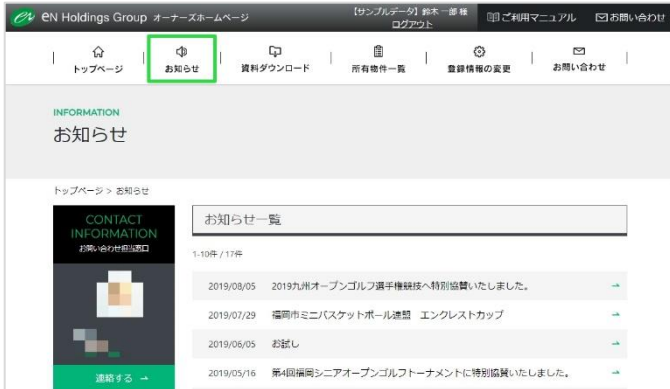 eN Holdings Group オーナーズホームページ
【サンプルデータ】鈴木 一郎 様
ログアウト
ご利用マニュアル
お問い合わせ
トップページ
お知らせ
資料ダウンロード
所有物件一覧
登録情報の変更
お問い合わせ
INFORMATION
お知らせ
トップページ > お知らせ
CONTACT
INFORMATION
お問い合わせ担当窓口
連絡する →
お知らせ一覧
1-10件 / 17件
2019/08/05 2019九州オープンゴルフ選手権競技へ特別協賛いたしました。 →
2019/07/29 福岡市ミニバスケットボール連盟 エンクレストカップ →
2019/06/05 お試し →
2019/05/16 第4回福岡シニアオープンゴルフトーナメントに特別協賛いたしました。 →